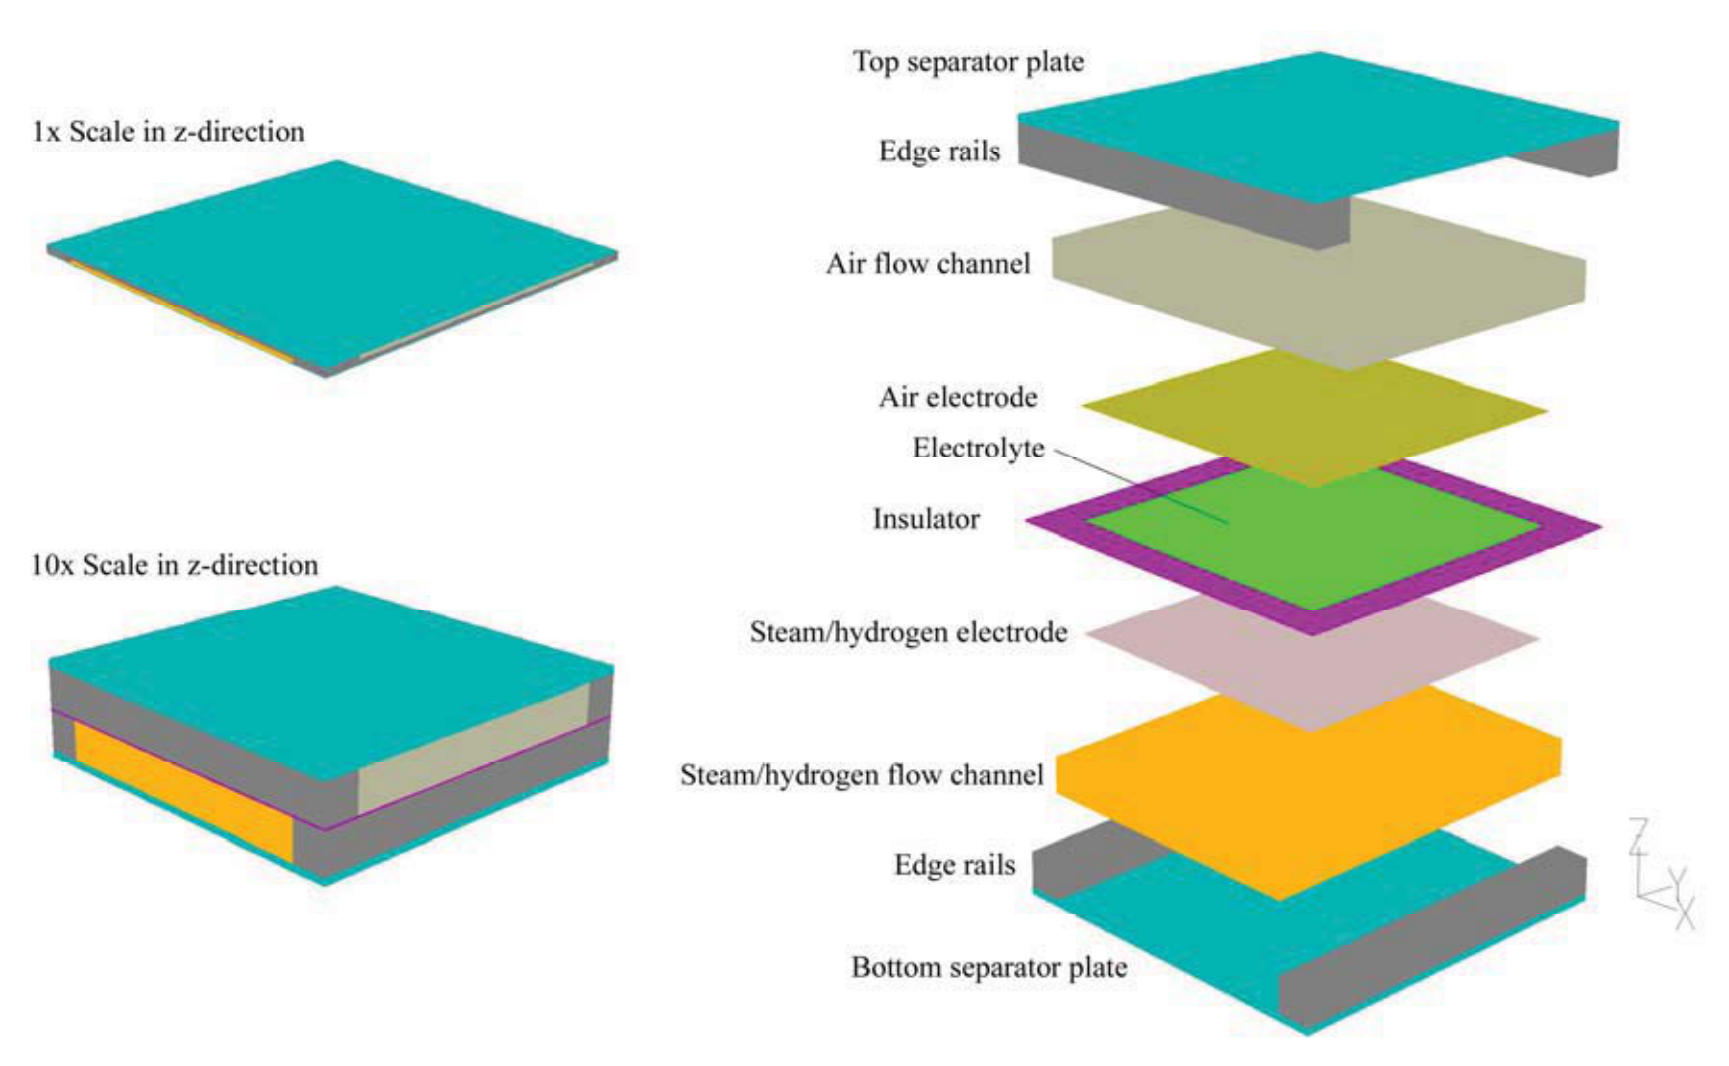 1x Scale in z-direction
10x Scale in z-direction
Top separator plate
Edge rails
Air flow channel
Air electrode
Electrolyte
Insulator
Steam/hydrogen electrode
Steam/hydrogen flow channel
Edge rails
Bottom separator plate
Z
Y
X